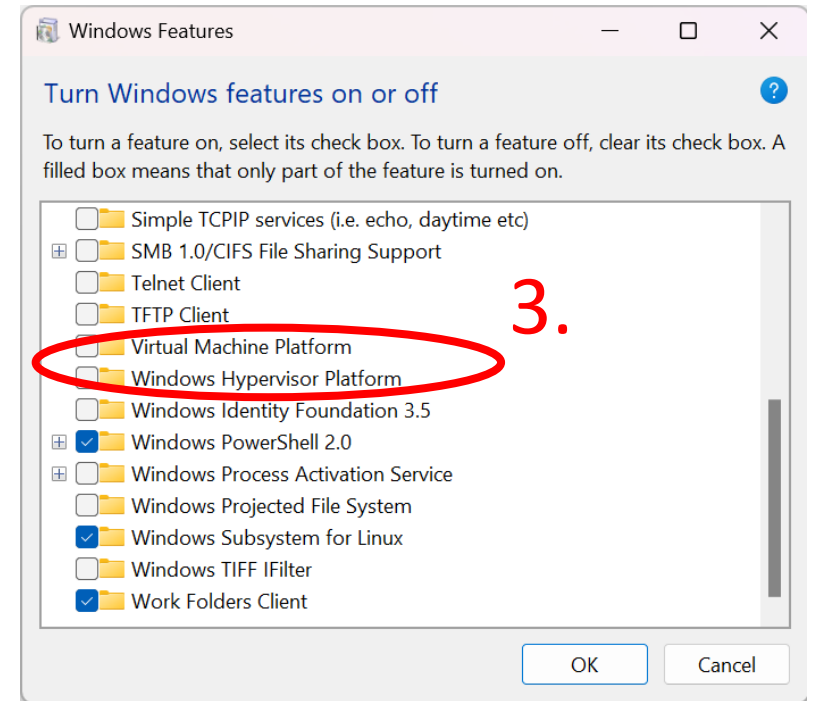 Windows Features
Turn Windows features on or off
To turn a feature on, select its check box. To turn a feature off, clear its check box. A
filled box means that only part of the feature is turned on.
Simple TCPIP services (i.e. echo, daytime etc)
SMB 1.0/CIFS File Sharing Support
Telnet Client
TFTP Client
3.
Virtual Machine Platform
Windows Hypervisor Platform
Windows Identity Foundation 3.5
Windows PowerShell 2.0
Windows Process Activation Service
Windows Projected File System
Windows Subsystem for Linux
Windows TIFF IFilter
Work Folders Client
OK Cancel